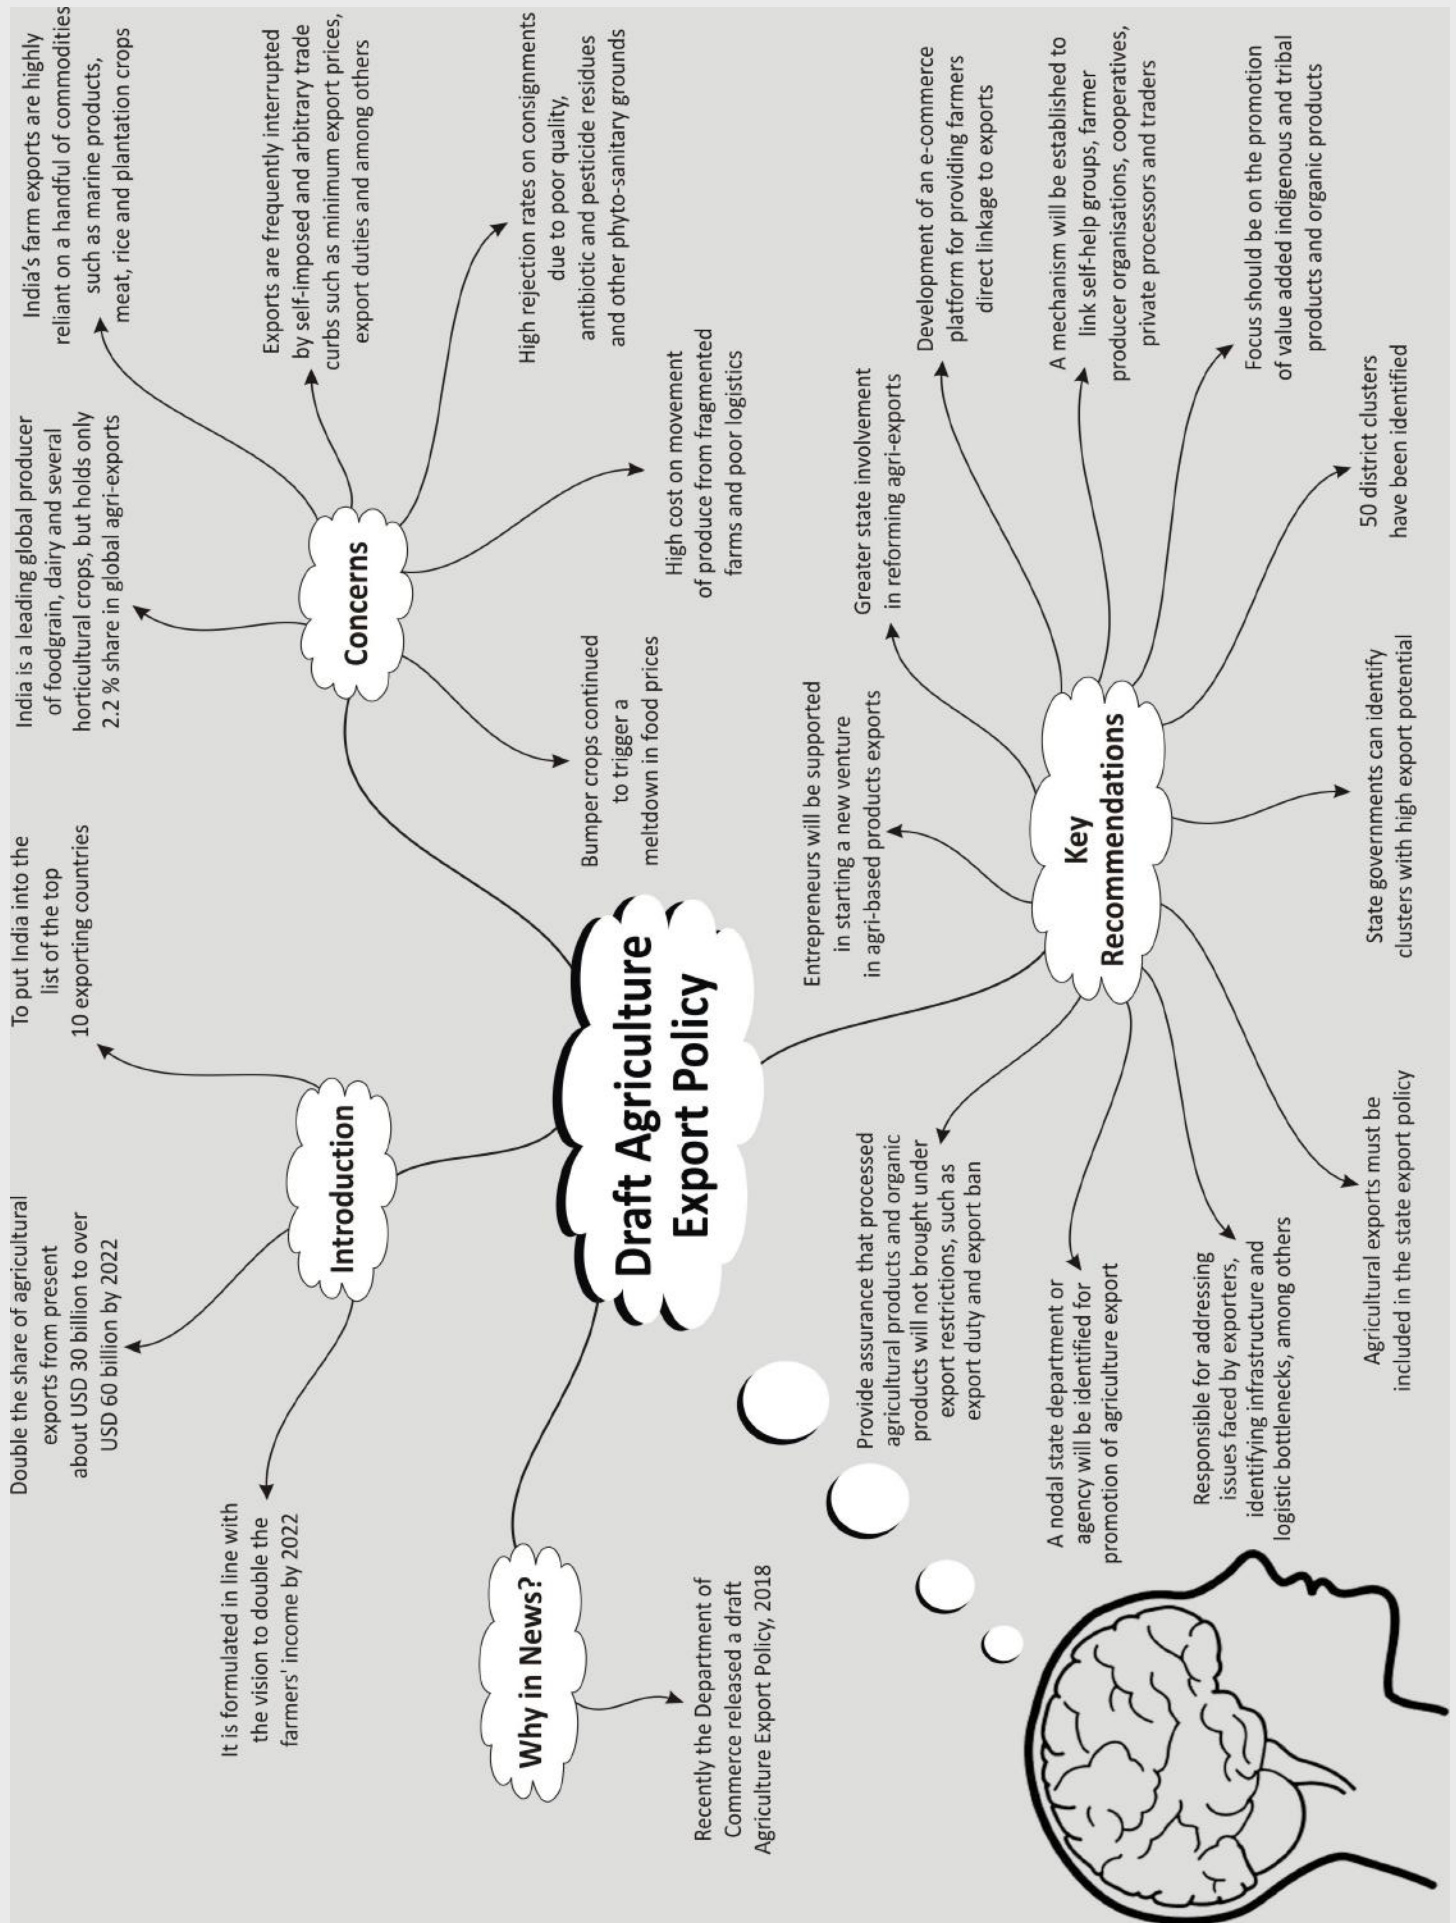 Draft Agriculture
Export Policy
Why in News?
Recently the Department of
Commerce released a draft
Agriculture Export Policy, 2018
Introduction
It is formulated in line with
the vision to double the
farmers' income by 2022
Double the share of agricultural
exports from present
about USD 30 billion to over
USD 60 billion by 2022
To put India into the
list of the top
10 exporting countries
Concerns
India is a leading global producer
of foodgrain, dairy and several
horticultural crops, but holds only
2.2 % share in global agri-exports
India's farm exports are highly
reliant on a handful of commodities
such as marine products,
meat, rice and plantation crops
Exports are frequently interrupted
by self-imposed and arbitrary trade
curbs such as minimum export prices,
export duties and among others
High rejection rates on consignments
due to poor quality,
antibiotic and pesticide residues
and other phyto-sanitary grounds
High cost on movement
of produce from fragmented
farms and poor logistics
Bumper crops continued
to trigger a
meltdown in food prices
Key
Recommendations
Provide assurance that processed
agricultural products and organic
products will not brought under
export restrictions, such as
export duty and export ban
Entrepreneurs will be supported
in starting a new venture
in agri-based products exports
Greater state involvement
in reforming agri-exports
Development of an e-commerce
platform for providing farmers
direct linkage to exports
A mechanism will be established to
link self-help groups, farmer
producer organisations, cooperatives,
private processors and traders
Focus should be on the promotion
of value added indigenous and tribal
products and organic products
50 district clusters
have been identified
State governments can identify
clusters with high export potential
Agricultural exports must be
included in the state export policy
Responsible for addressing
issues faced by exporters,
identifying infrastructure and
logistic bottlenecks, among others
A nodal state department or
agency will be identified for
promotion of agriculture export